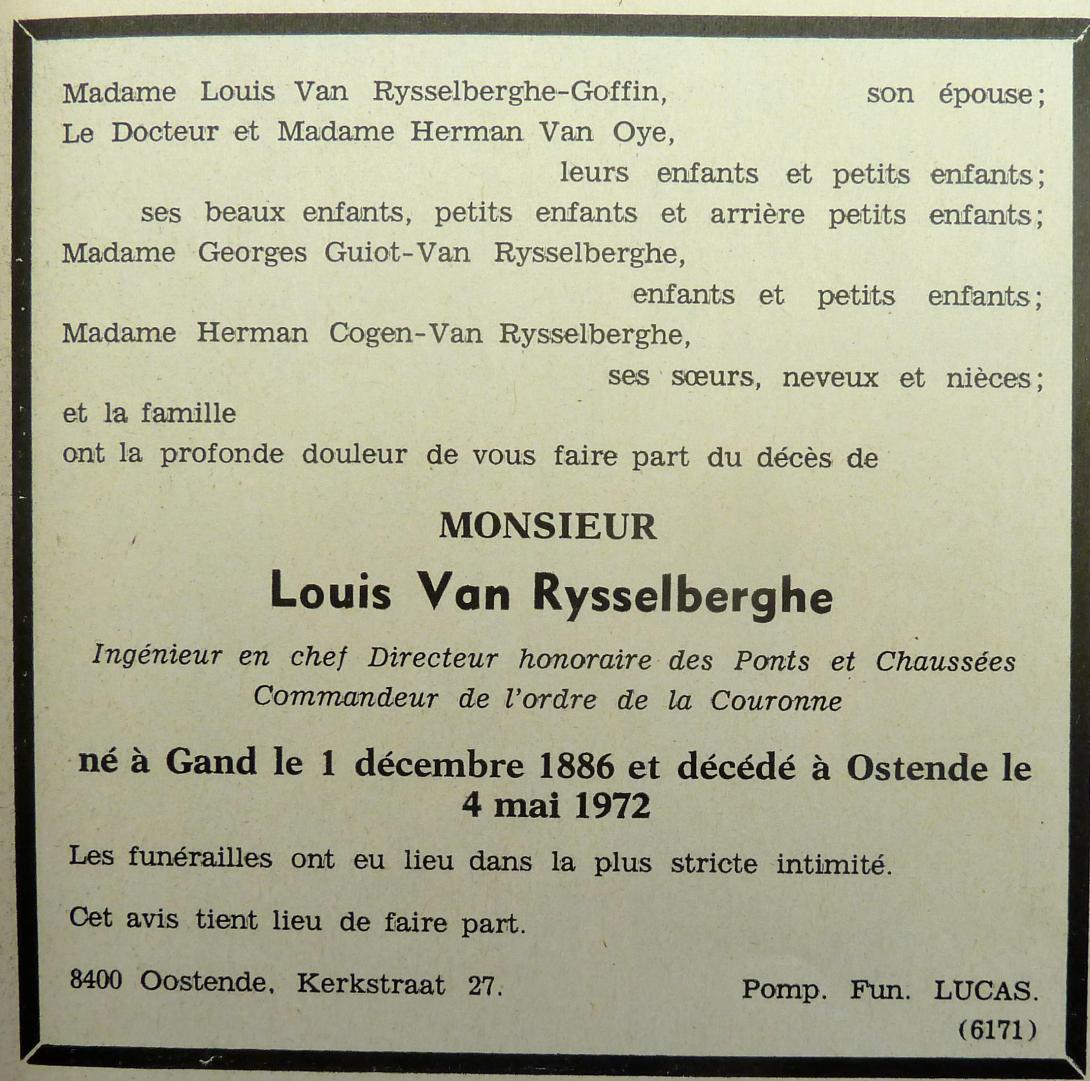 Madame Louis Van Rysselberghe-Goffin, son épouse;
Le Docteur et Madame Herman Van Oye,
leurs enfants et petits enfants;
ses beaux enfants, petits enfants et arrière petits enfants;
Madame Georges Guiot-Van Rysselberghe,
enfants et petits enfants;
Madame Herman Cogen-Van Rysselberghe,
ses sœurs, neveux et nièces;
et la famille
ont la profonde douleur de vous faire part du décès de
MONSIEUR
Louis Van Rysselberghe
Ingénieur en chef Directeur honoraire des Ponts et Chaussées
Commandeur de l'ordre de la Couronne
né à Gand le 1 décembre 1886 et décédé à Ostende le
4 mai 1972
Les funérailles ont eu lieu dans la plus stricte intimité.
Cet avis tient lieu de faire part.
8400 Oostende, Kerkstraat 27.
Pomp. Fun. LUCAS.
(6171)